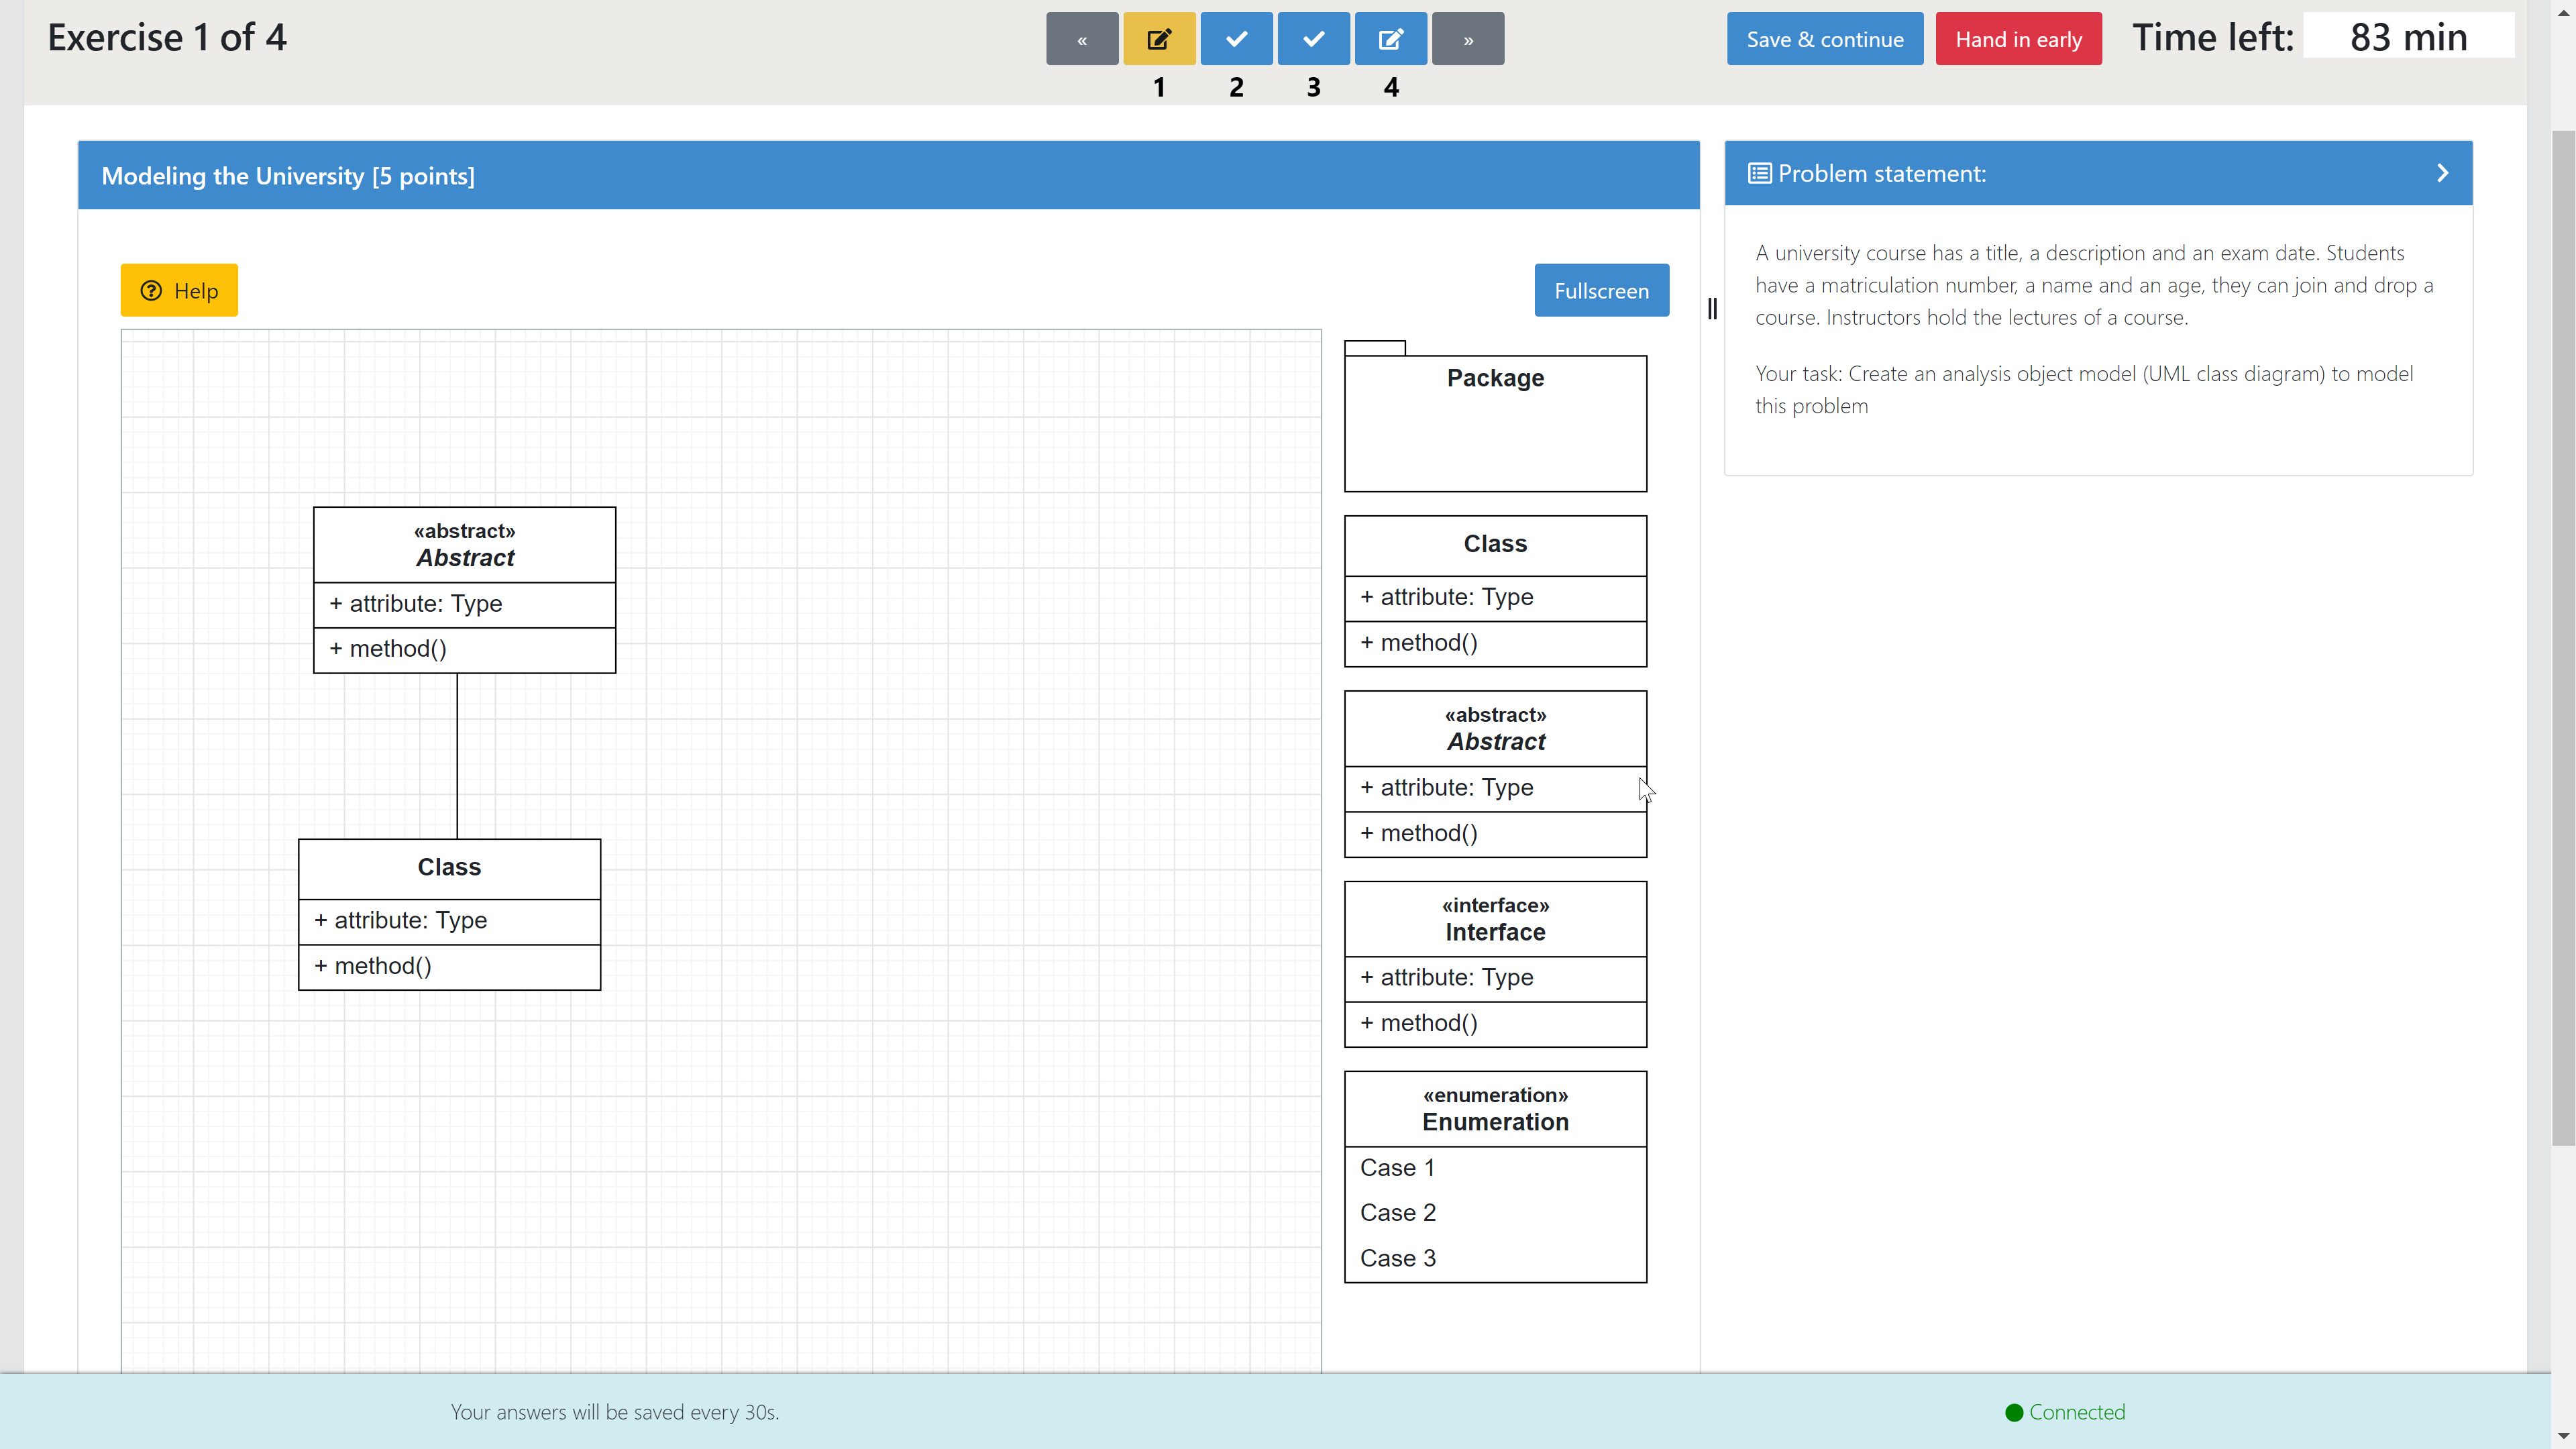 Exercise 1 of 4
«
»
1
2
3
4
Save & continue
Hand in early
Time left:
83 min
Modeling the University [5 points]
Help
Fullscreen
«abstract»
Abstract
+ attribute: Type
+ method()
Class
+ attribute: Type
+ method()
Package
Class
+ attribute: Type
+ method()
«abstract»
Abstract
+ attribute: Type
+ method()
«interface»
Interface
+ attribute: Type
+ method()
«enumeration»
Enumeration
Case 1
Case 2
Case 3
Problem statement:
A university course has a title, a description and an exam date. Students
have a matriculation number, a name and an age, they can join and drop a
course. Instructors hold the lectures of a course.
Your task: Create an analysis object model (UML class diagram) to model
this problem
Your answers will be saved every 30s.
Connected